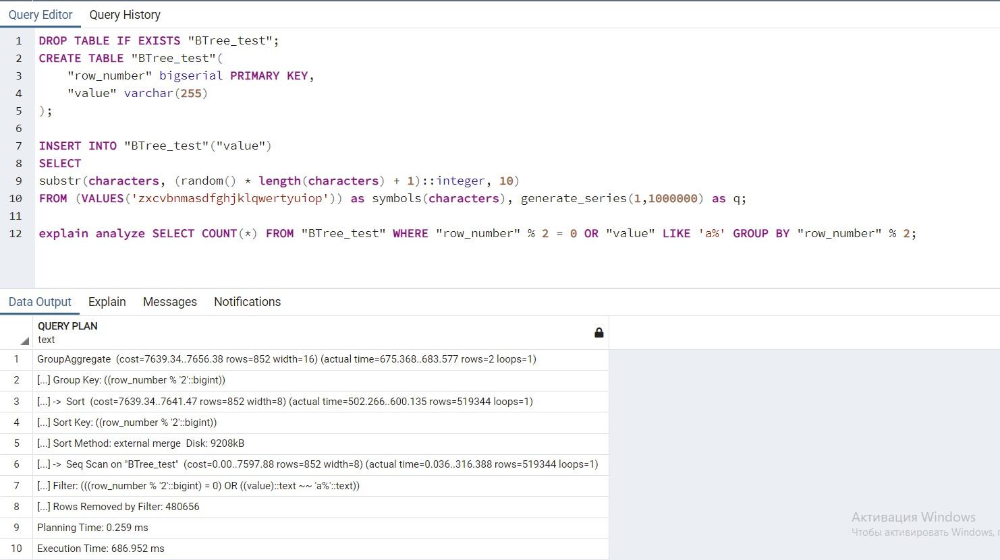 Query Editor Query History
1 DROP TABLE IF EXISTS "BTree_test";
2 CREATE TABLE "BTree_test"(
3     "row_number" bigserial PRIMARY KEY,
4     "value" varchar(255)
5 );
6
7 INSERT INTO "BTree_test"("value")
8 SELECT
9 substr(characters, (random() * length(characters) + 1)::integer, 10)
10 FROM (VALUES('zxcvbnmasdfghjklqwertyuiop')) as symbols(characters), generate_series(1,1000000) as q;
11
12 explain analyze SELECT COUNT(*) FROM "BTree_test" WHERE "row_number" % 2 = 0 OR "value" LIKE 'a%' GROUP BY "row_number" % 2;
Data Output Explain Messages Notifications
QUERY PLAN
text
1 GroupAggregate (cost=7639.34..7656.38 rows=852 width=16) (actual time=675.368..683.577 rows=2 loops=1)
2 [...] Group Key: ((row_number % '2'::bigint))
3 [...] -> Sort (cost=7639.34..7641.47 rows=852 width=8) (actual time=502.266..600.135 rows=519344 loops=1)
4 [...] Sort Key: ((row_number % '2'::bigint))
5 [...] Sort Method: external merge Disk: 9208kB
6 [...] -> Seq Scan on "BTree_test" (cost=0.00..7597.88 rows=852 width=8) (actual time=0.036..316.388 rows=519344 loops=1)
7 [...] Filter: (((row_number % '2'::bigint) = 0) OR ((value)::text ~~ 'a%'::text))
8 [...] Rows Removed by Filter: 480656
9 Planning Time: 0.259 ms
10 Execution Time: 686.952 ms
Активация Windows
Чтобы активировать Windows,